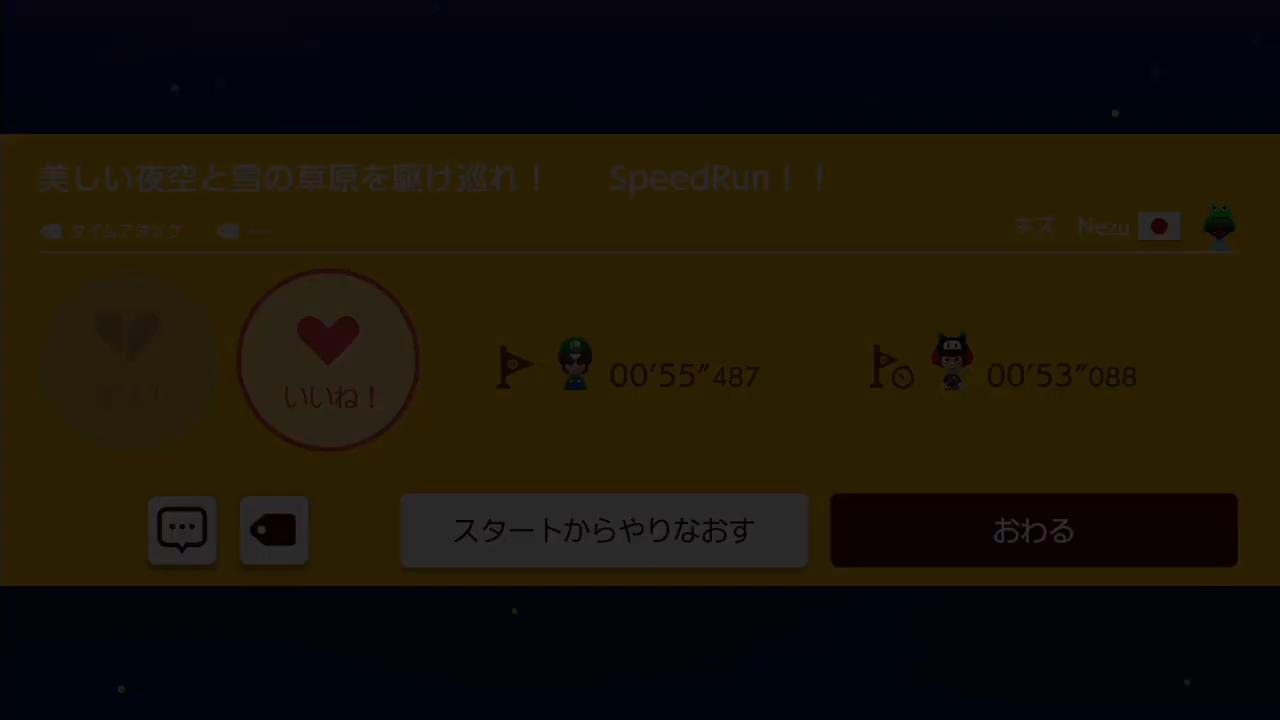 美しい夜空と雪の草原を駆け巡れ！　SpeedRun！！
タイムアタック ---
ネズ　Nezu
いいね！
00'55"487
00'53"088
スタートからやりなおす
おわる